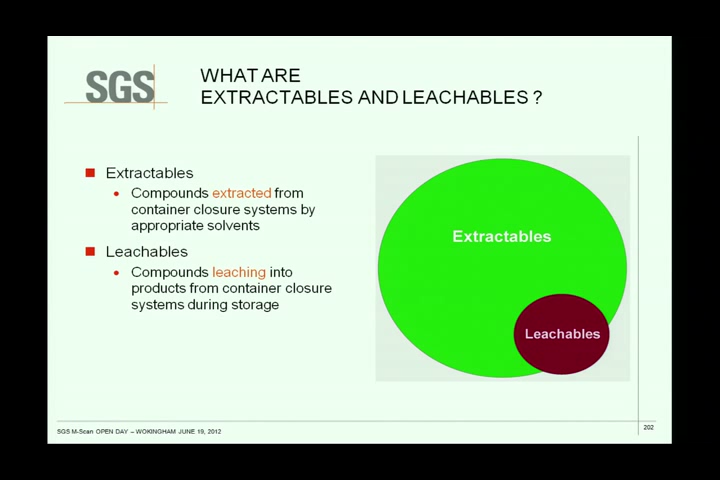 SGS
WHAT ARE
EXTRACTABLES AND LEACHABLES ?
Extractables
Compounds extracted from
container closure systems by
appropriate solvents
Leachables
Compounds leaching into
products from container closure
systems during storage
Extractables
Leachables
SGS M-Scan OPEN DAY – WOKINGHAM JUNE 19, 2012
202